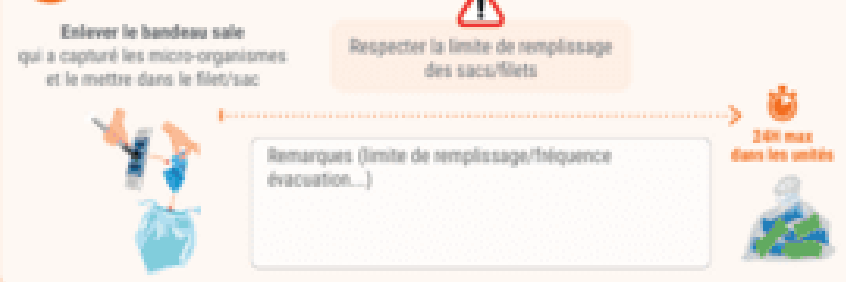 Enlever le bandeau sale
qui a capturé les micro-organismes
et le mettre dans le filet/sac
Respecter la limite de remplissage
des sacs/filets
24H max
dans les unités
Remarques (limite de remplissage/fréquence
évacuation...)